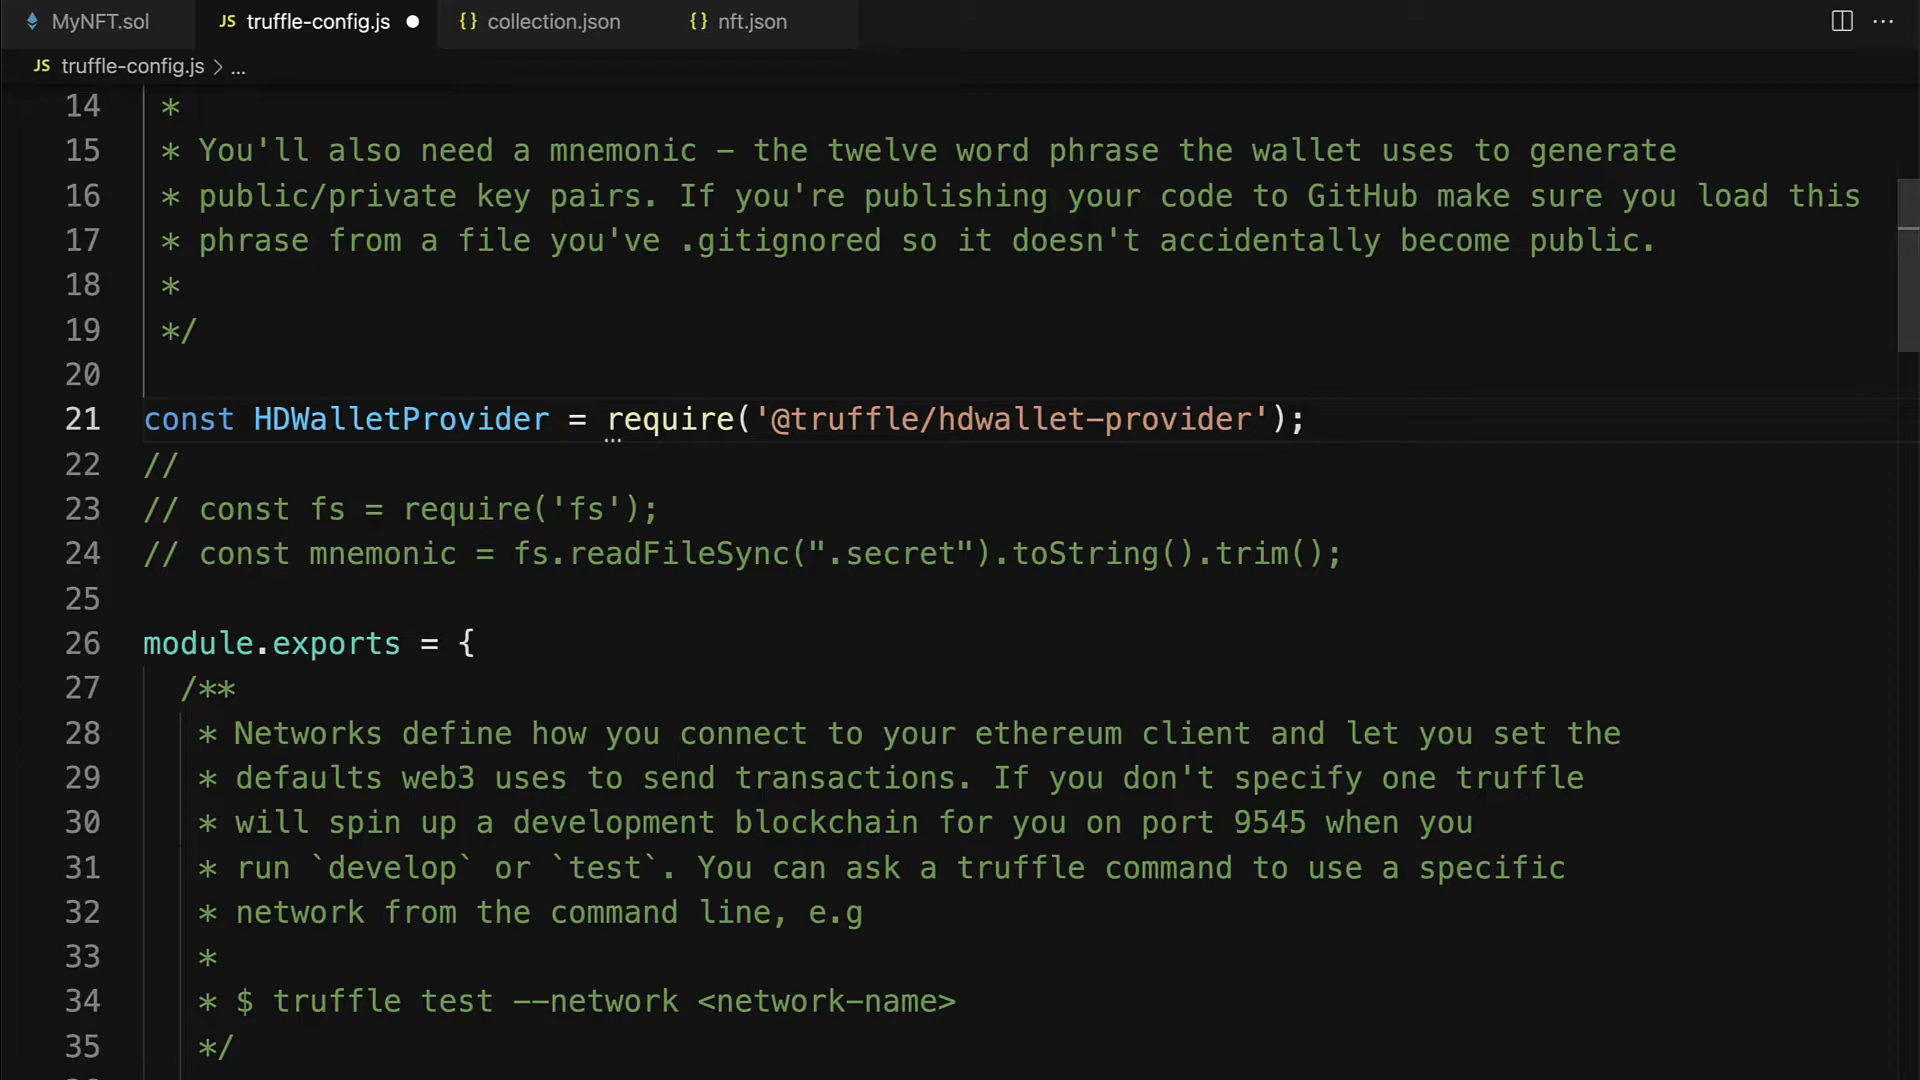 MyNFT.sol
JS truffle-config.js
{} collection.json
{} nft.json
JS truffle-config.js > ...
14 *
15 * You'll also need a mnemonic - the twelve word phrase the wallet uses to generate
16 * public/private key pairs. If you're publishing your code to GitHub make sure you load this
17 * phrase from a file you've .gitignored so it doesn't accidentally become public.
18 *
19 */
20
21 const HDWalletProvider = require('@truffle/hdwallet-provider');
22 //
23 // const fs = require('fs');
24 // const mnemonic = fs.readFileSync(".secret").toString().trim();
25
26 module.exports = {
27 /**
28 * Networks define how you connect to your ethereum client and let you set the
29 * defaults web3 uses to send transactions. If you don't specify one truffle
30 * will spin up a development blockchain for you on port 9545 when you
31 * run `develop` or `test`. You can ask a truffle command to use a specific
32 * network from the command line, e.g
33 *
34 * $ truffle test --network <network-name>
35 */